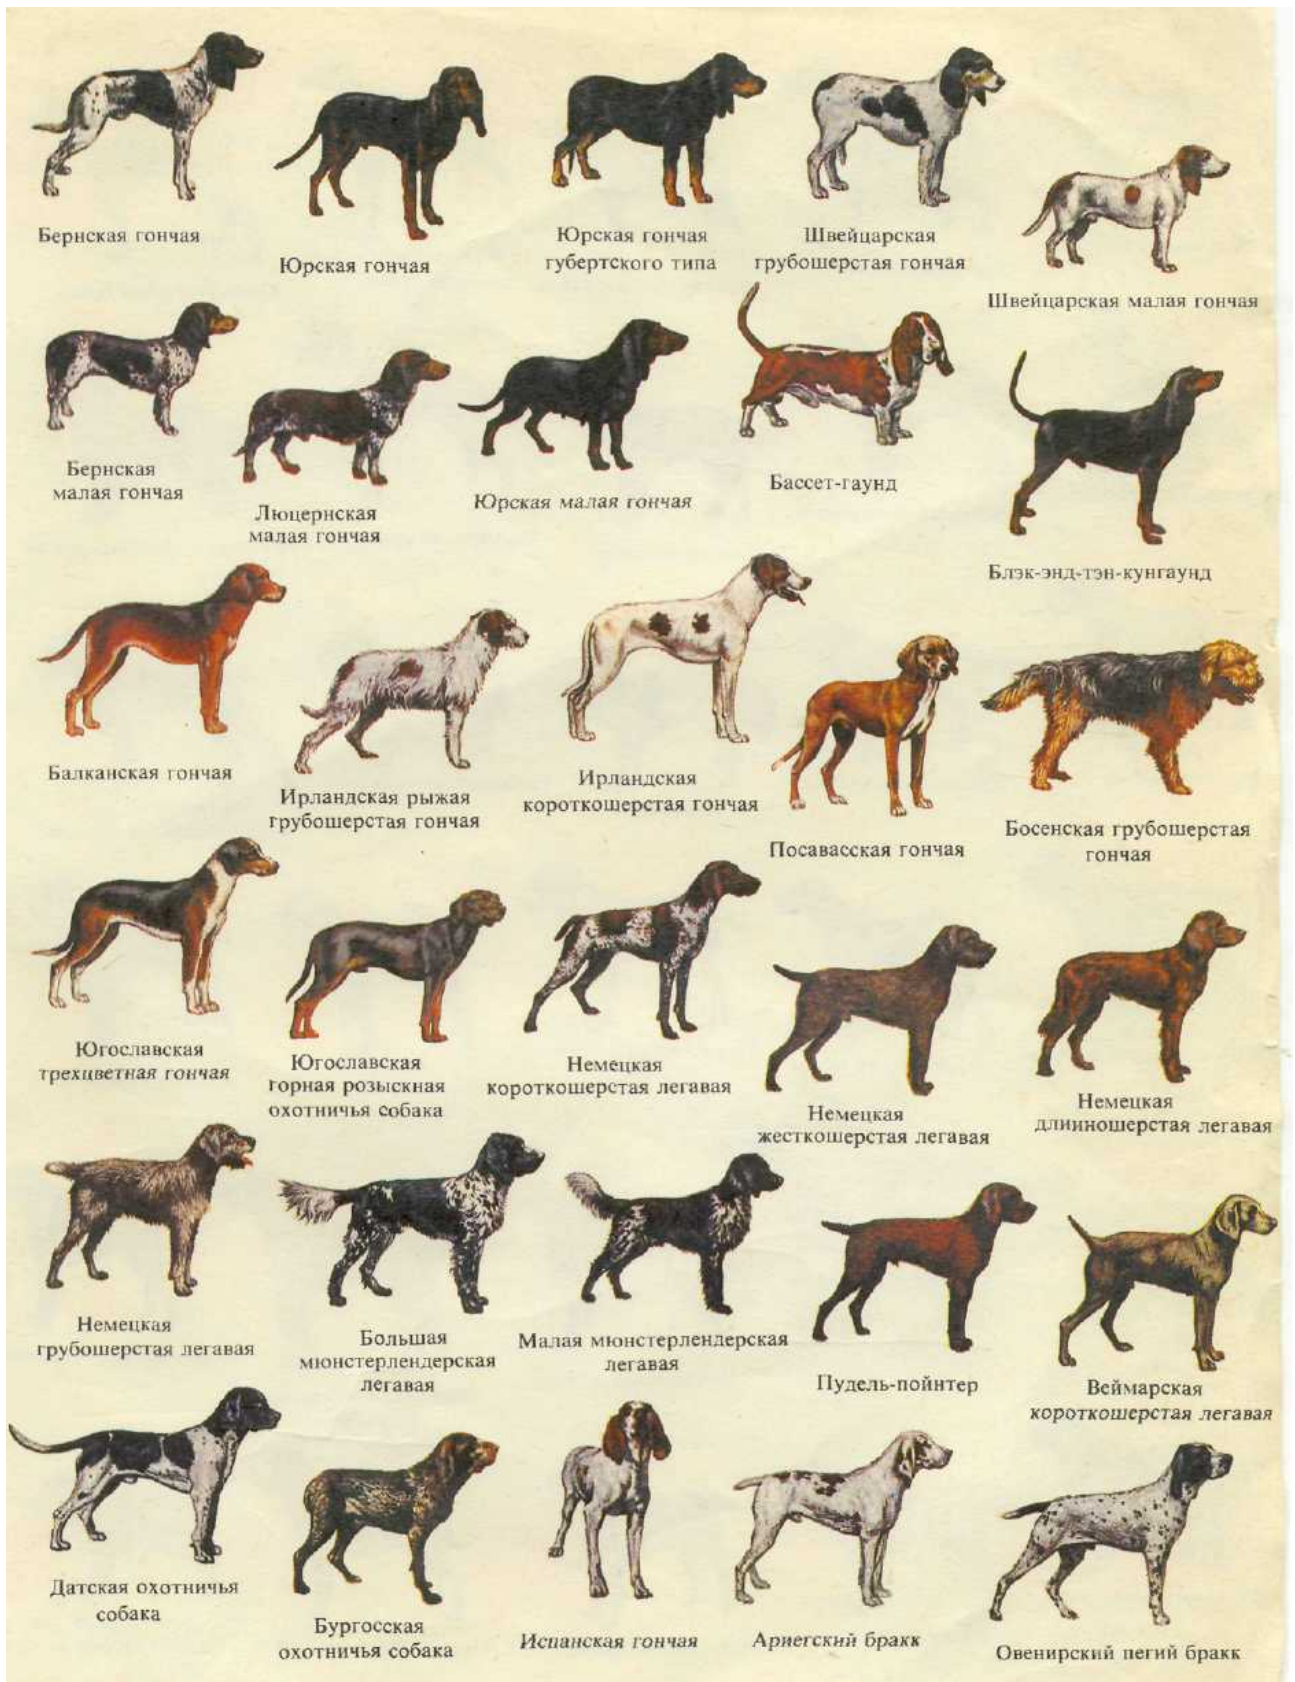 Бернская гончая
Юрская гончая
Юрская гончая
губертского типа
Швейцарская
грубошерстая гончая
Швейцарская малая гончая
Бернская
малая гончая
Люцернская
малая гончая
Юрская малая гончая
Бассет-гаунд
Блэк-энд-тэн-кунгаунд
Балканская гончая
Ирландская рыжая
грубошерстая гончая
Ирландская
короткошерстая гончая
Посавасская гончая
Босенская грубошерстая
гончая
Югославская
трехцветная гончая
Югославская
горная розыскная
охотничья собака
Немецкая
короткошерстая легавая
Немецкая
жесткошерстая легавая
Немецкая
длинношерстая легавая
Немецкая
грубошерстая легавая
Большая
мюнстерлендерская
легавая
Малая мюнстерлендерская
легавая
Пудель-пойнтер
Веймарская
короткошерстая легавая
Датская охотничья
собака
Бургосская
охотничья собака
Испанская гончая
Ариегский бракк
Овенирский пегий бракк